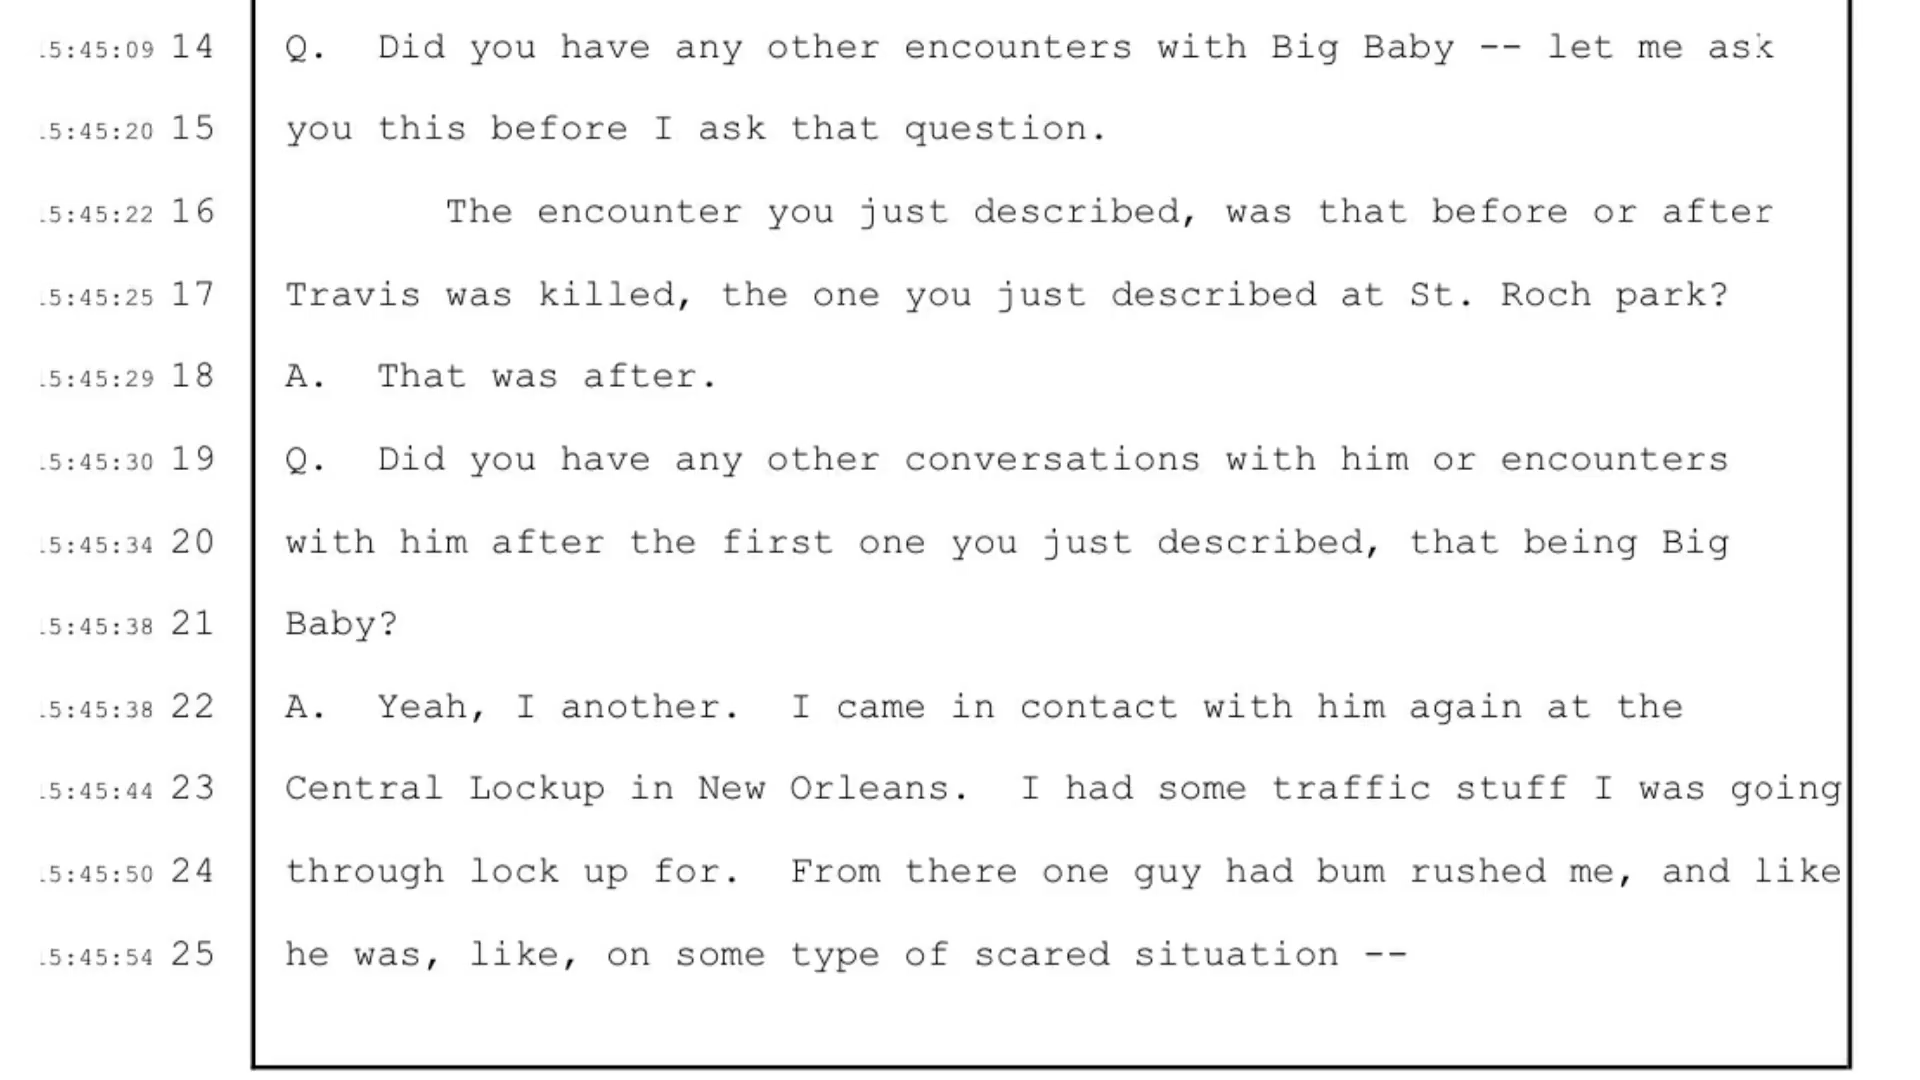 .5:45:09 14 Q. Did you have any other encounters with Big Baby -- let me ask
.5:45:20 15 you this before I ask that question.
.5:45:22 16 The encounter you just described, was that before or after
.5:45:25 17 Travis was killed, the one you just described at St. Roch park?
.5:45:29 18 A. That was after.
.5:45:30 19 Q. Did you have any other conversations with him or encounters
.5:45:34 20 with him after the first one you just described, that being Big
.5:45:38 21 Baby?
.5:45:38 22 A. Yeah, I another. I came in contact with him again at the
.5:45:44 23 Central Lockup in New Orleans. I had some traffic stuff I was going
.5:45:50 24 through lock up for. From there one guy had bum rushed me, and like
.5:45:54 25 he was, like, on some type of scared situation --